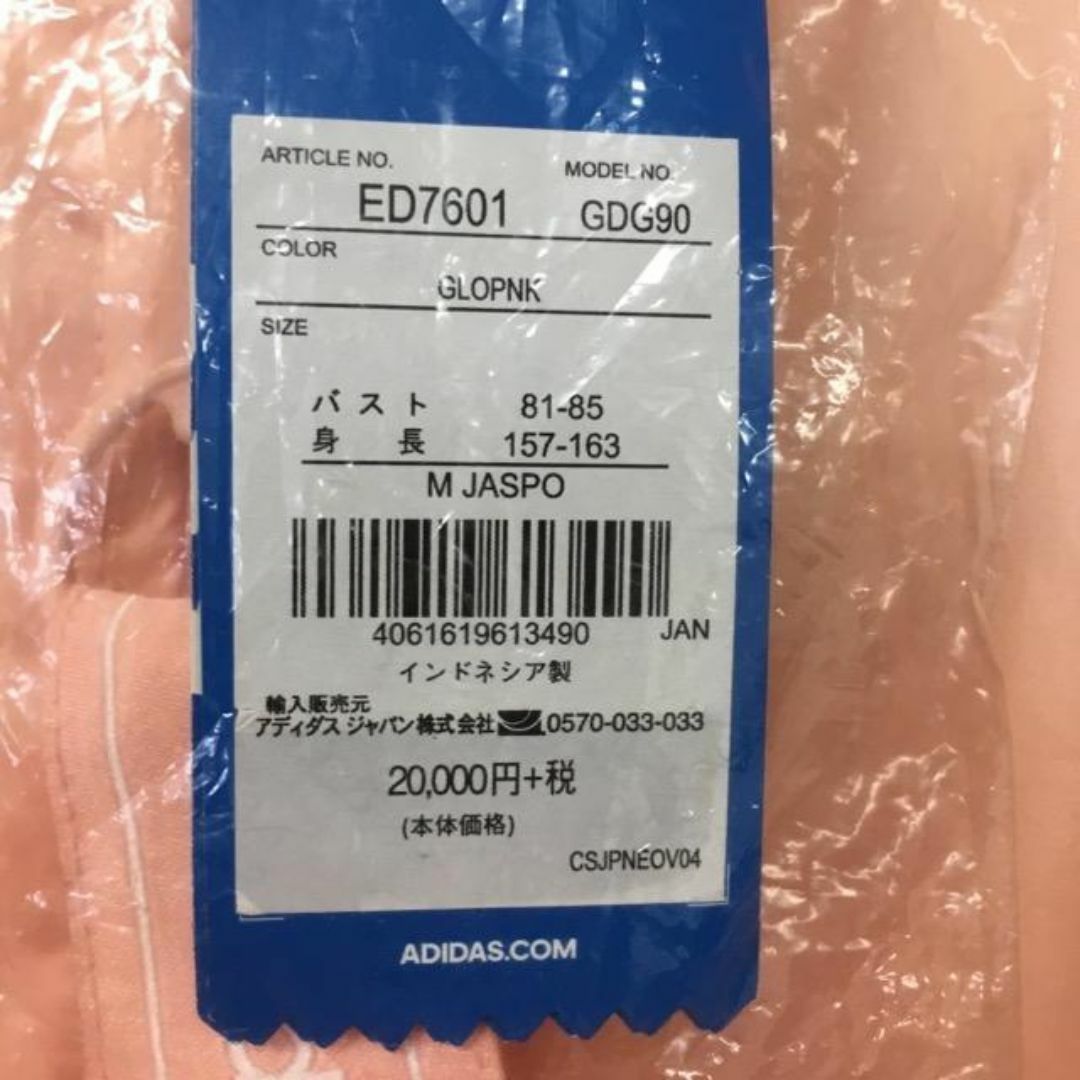 ARTICLE NO. MODEL NO.
ED7601 GDG90
COLOR
GLOPNK
SIZE
バスト 81-85
身長 157-163
M JASPO
4061619613490 JAN
インドネシア製
輸入販売元
アディダス ジャパン株式会社 0570-033-033
20,000円+税
(本体価格)
CSJPNEOV04
ADIDAS.COM